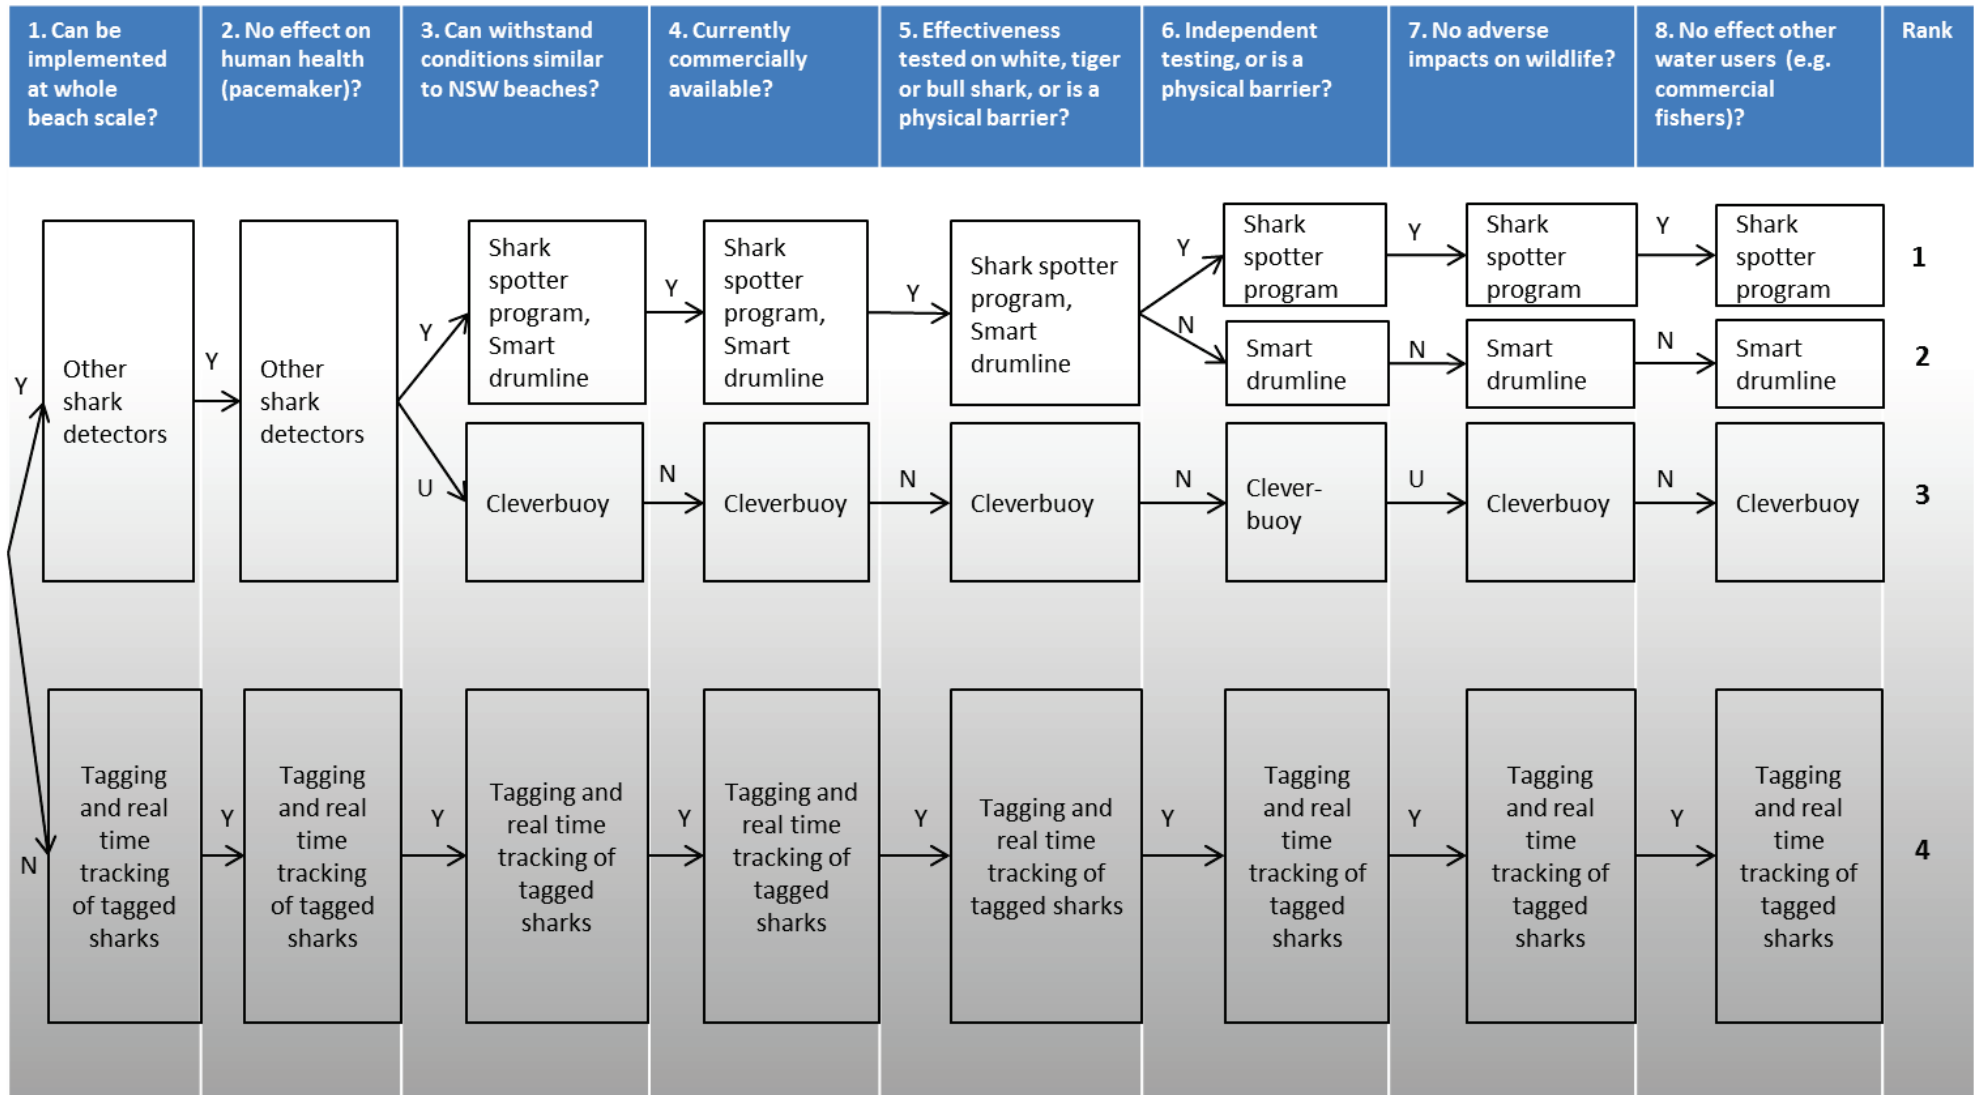 1. Can be
implemented
at whole
beach scale?
2. No effect on
human health
(pacemaker)?
3. Can withstand
conditions similar
to NSW beaches?
4. Currently
commercially
available?
5. Effectiveness
tested on white, tiger
or bull shark, or is a
physical barrier?
6. Independent
testing, or is a
physical barrier?
7. No adverse
impacts on wildlife?
8. No effect other
water users (e.g.
commercial
fishers)?
Rank
Y
Other
shark
detectors
Y
Other
shark
detectors
Y
Shark
spotter
program,
Smart
drumline
Y
Shark
spotter
program,
Smart
drumline
Y
Shark spotter
program,
Smart
drumline
Y
Shark
spotter
program
Y
Shark
spotter
program
Y
Shark
spotter
program
1
N
Smart
drumline
N
Smart
drumline
N
Smart
drumline
2
U
Cleverbuoy
N
Cleverbuoy
N
Cleverbuoy
N
Clever-
buoy
U
Cleverbuoy
N
Cleverbuoy
3
N
Tagging
and real
time
tracking
of tagged
sharks
Y
Tagging
and real
time
tracking
of tagged
sharks
Y
Tagging and
real time
tracking of
tagged
sharks
Y
Tagging and
real time
tracking of
tagged
sharks
Y
Tagging and
real time
tracking of
tagged sharks
Y
Tagging
and real
time
tracking of
tagged
sharks
Y
Tagging
and real
time
tracking of
tagged
sharks
Y
Tagging
and real
time
tracking of
tagged
sharks
4